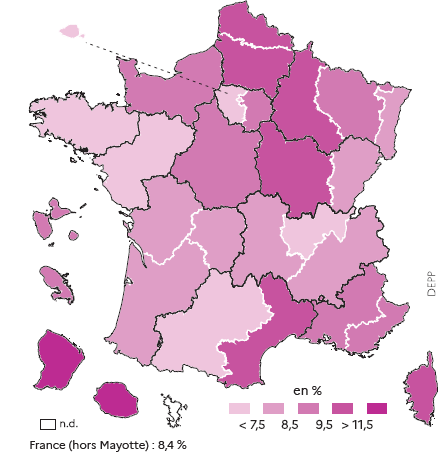 DEPP
en %
n.d.
< 7,5 8,5 9,5 > 11,5
France (hors Mayotte) : 8,4 %